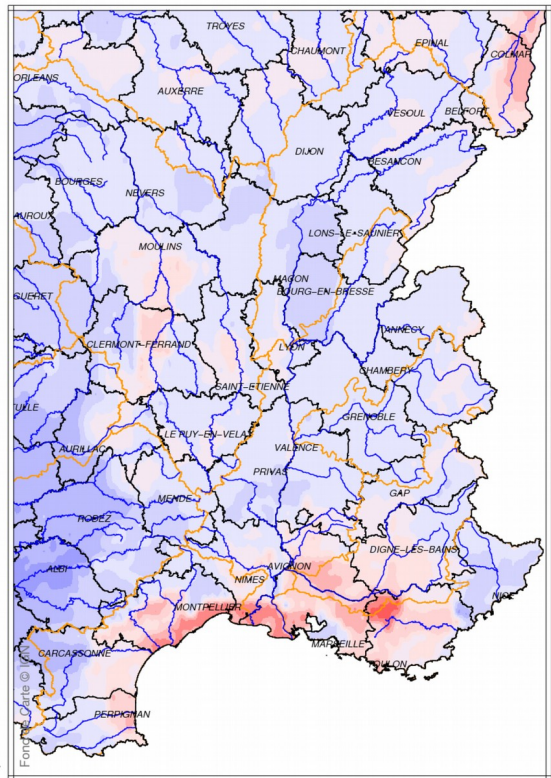 TROYES
CHAUMONT
EPINAL
COLMAR
ORLEANS
AUXERRE
VESOUL
BELFORT
DIJON
BESANCON
BOURGES
NEVERS
AUROUX
LONS-LE-SAUNIER
MOULINS
MACON
BOURG-EN-BRESSE
GUERET
CLERMONT-FERRAND
LYON
ANNECY
CHAMBERY
SAINT-ETIENNE
TULLE
GRENOBLE
LE PUY-EN-VELAY
AURILLAC
VALENCE
PRIVAS
GAP
MENDE
RODEZ
DIGNE-LES-BAINS
ALBI
AVIGNON
NIMES
NICE
MONTPELLIER
MARSEILLE
CARCASSONNE
TOULON
PERPIGNAN
Fond de Carte © IGN